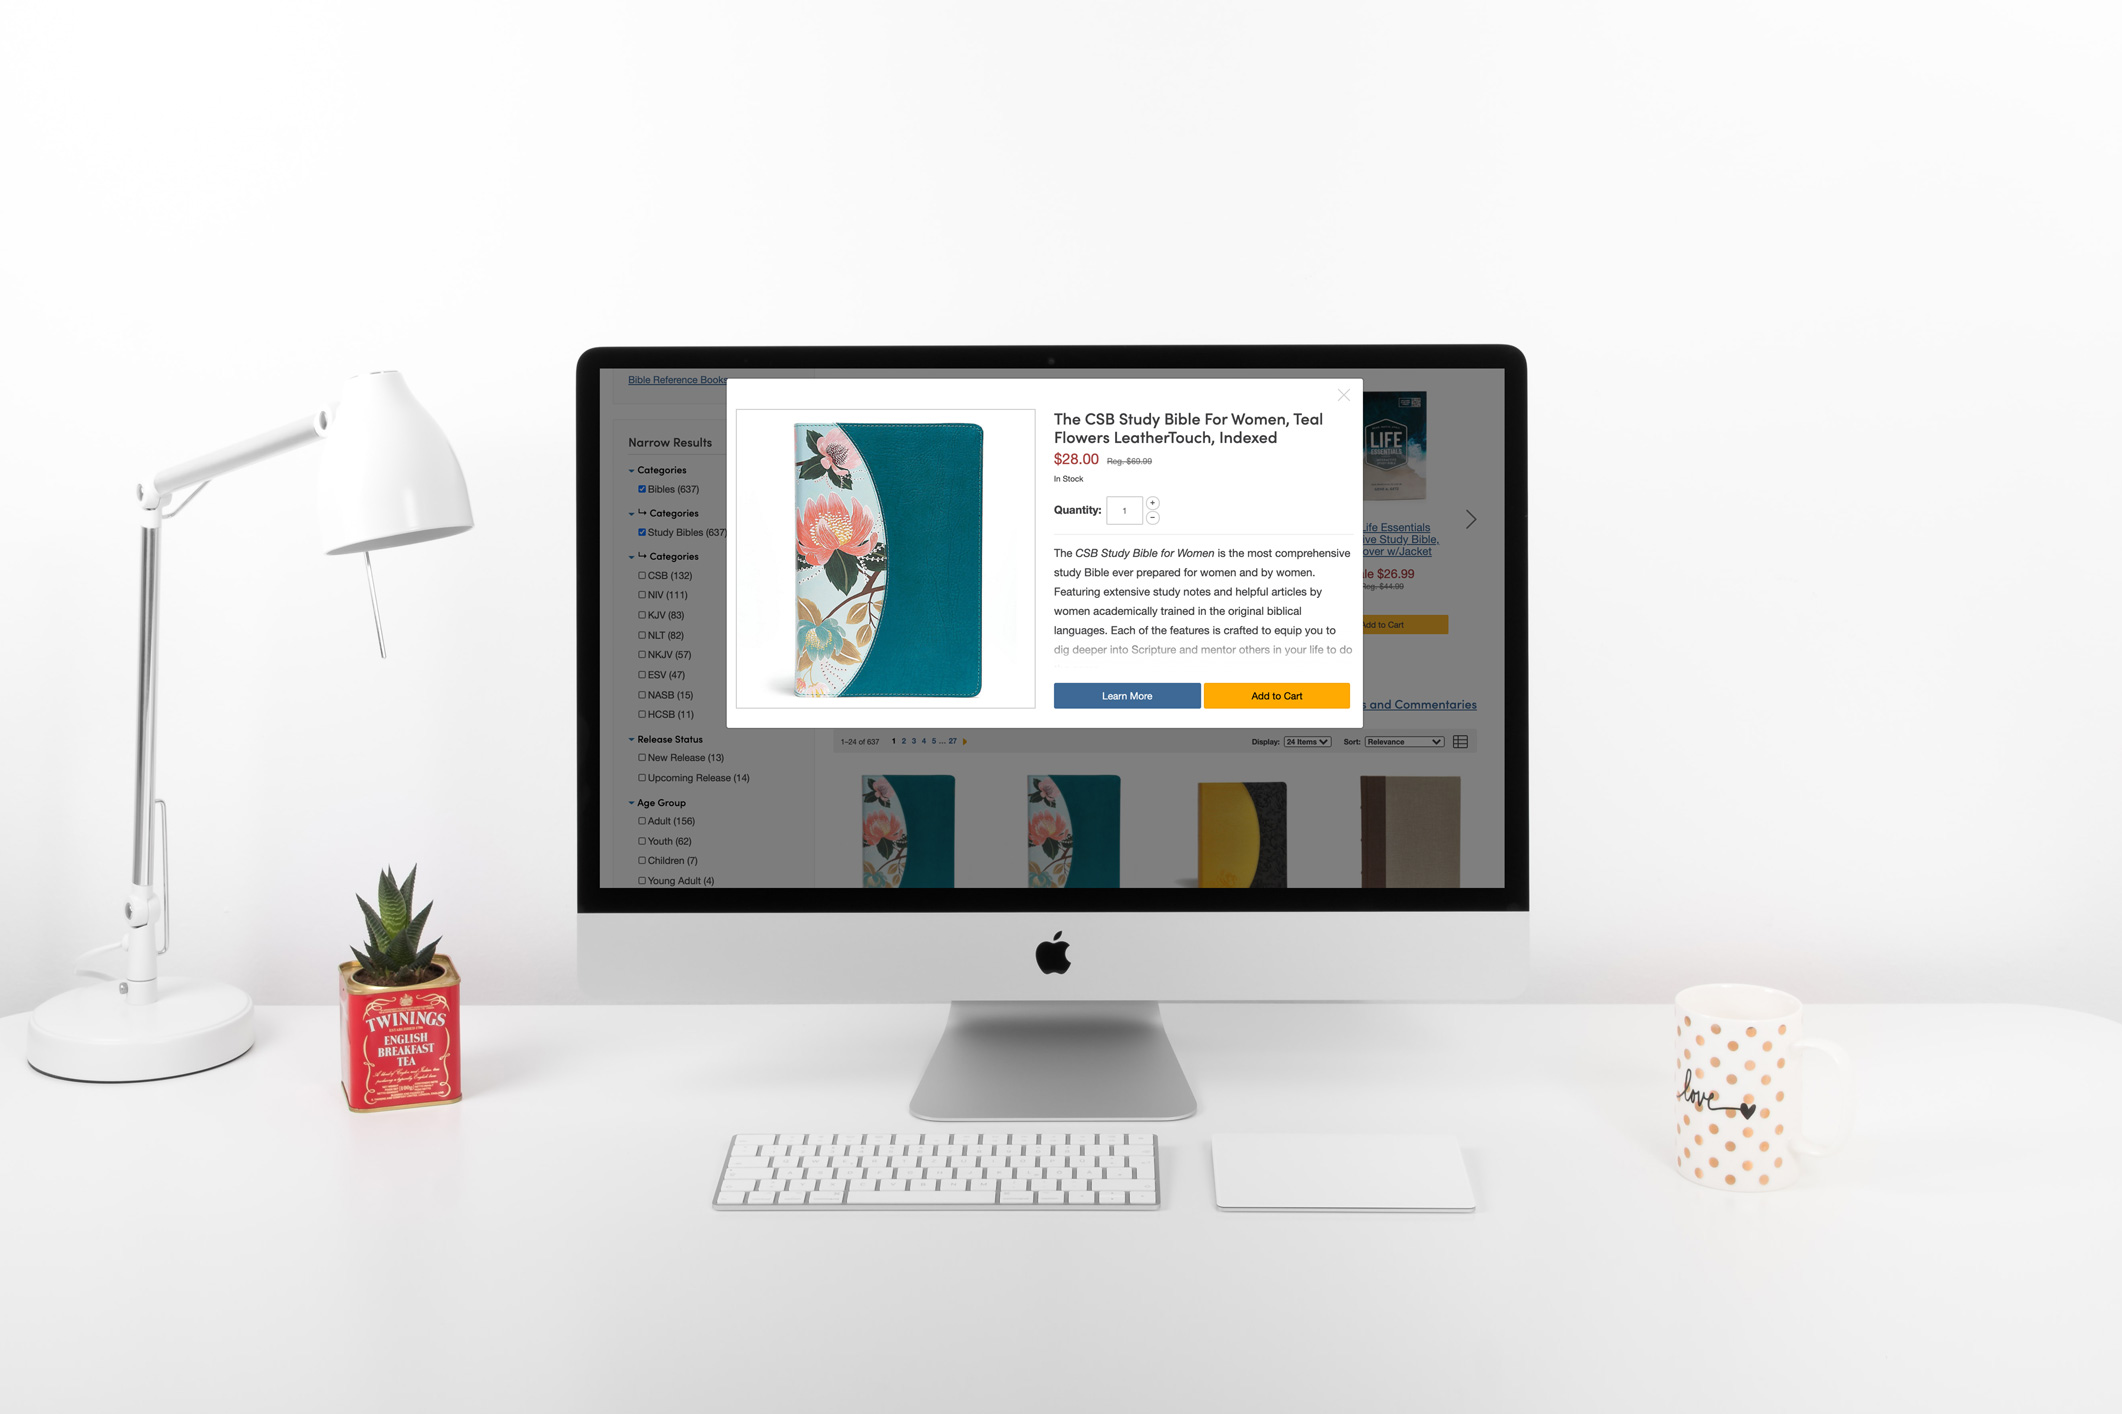 Bible Reference Books
Narrow Results
Categories
Bibles (637)
Categories
Study Bibles (637)
Categories
CSB (132)
NIV (111)
KJV (83)
NLT (82)
NKJV (57)
ESV (47)
NASB (15)
HCSB (11)
Release Status
New Release (13)
Upcoming Release (14)
Age Group
Adult (156)
Youth (62)
Children (7)
Young Adult (4)
The CSB Study Bible For Women, Teal
Flowers LeatherTouch, Indexed
$28.00 Reg. $69.99
In Stock
Quantity: 1
The CSB Study Bible for Women is the most comprehensive
study Bible ever prepared for women and by women.
Featuring extensive study notes and helpful articles by
women academically trained in the original biblical
languages. Each of the features is crafted to equip you to
dig deeper into Scripture and mentor others in your life to do
Learn More
Add to Cart
LIFE
ESSENTIALS
Life Essentials
ive Study Bible,
over w/Jacket
le $26.99
Reg. $44.99
Add to Cart
s and Commentaries
1–24 of 637 1 2 3 4 5 ... 27
Display: 24 Items Sort: Relevance
TWININGS
ENGLISH
BREAKFAST
TEA
love